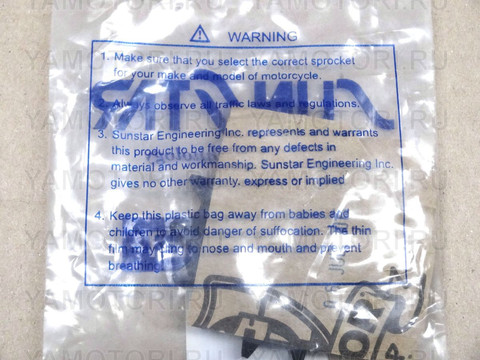 WARNING
1. Make sure that you select the correct sprocket
for your make and model of motorcycle.
2. Always observe all traffic laws and regulations.
3. Sunstar Engineering Inc. represents and warrants
this product to be free from any defects in
material and workmanship. Sunstar Engineering Inc.
gives no other warranty, express or implied
4. Keep this plastic bag away from babies and
children to avoid danger of suffocation. The thin
film may cling to nose and mouth and prevent
breathing.
YAMOTORI.RU